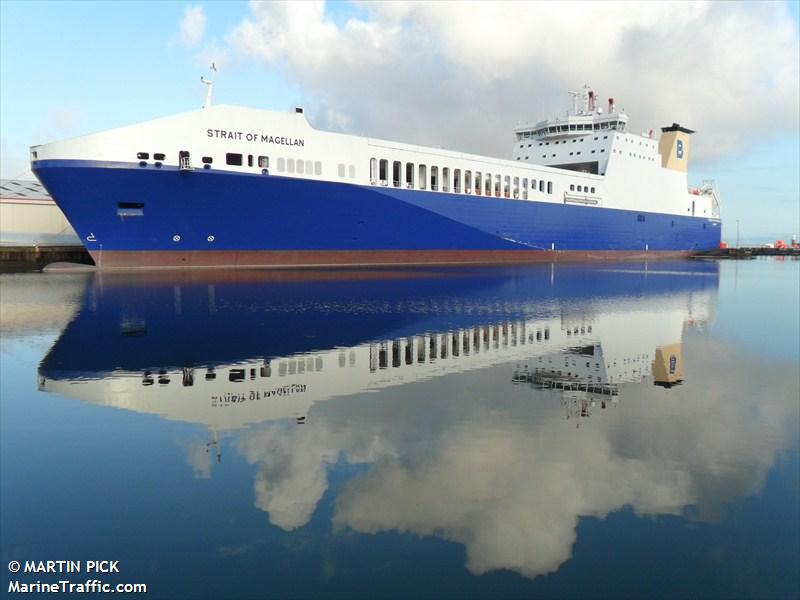 STRAIT OF MAGELLAN
B
© MARTIN PICK
MarineTraffic.com